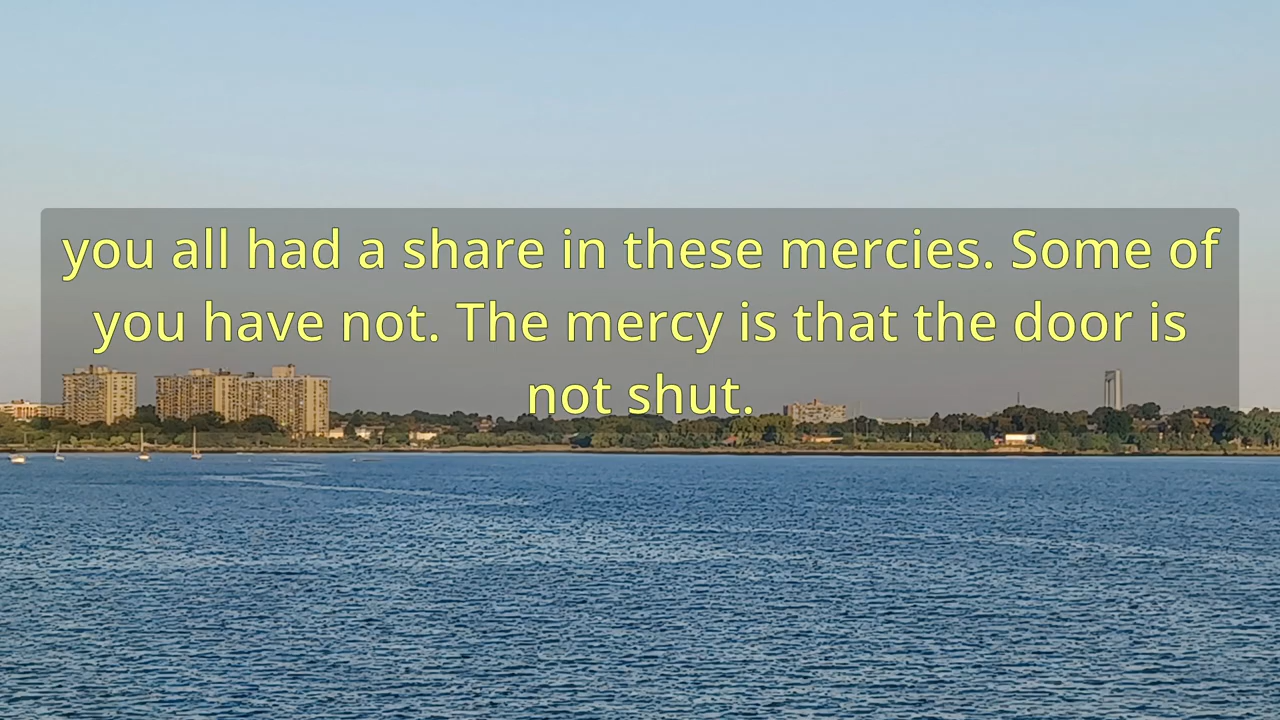 you all had a share in these mercies. Some of
you have not. The mercy is that the door is
not shut.